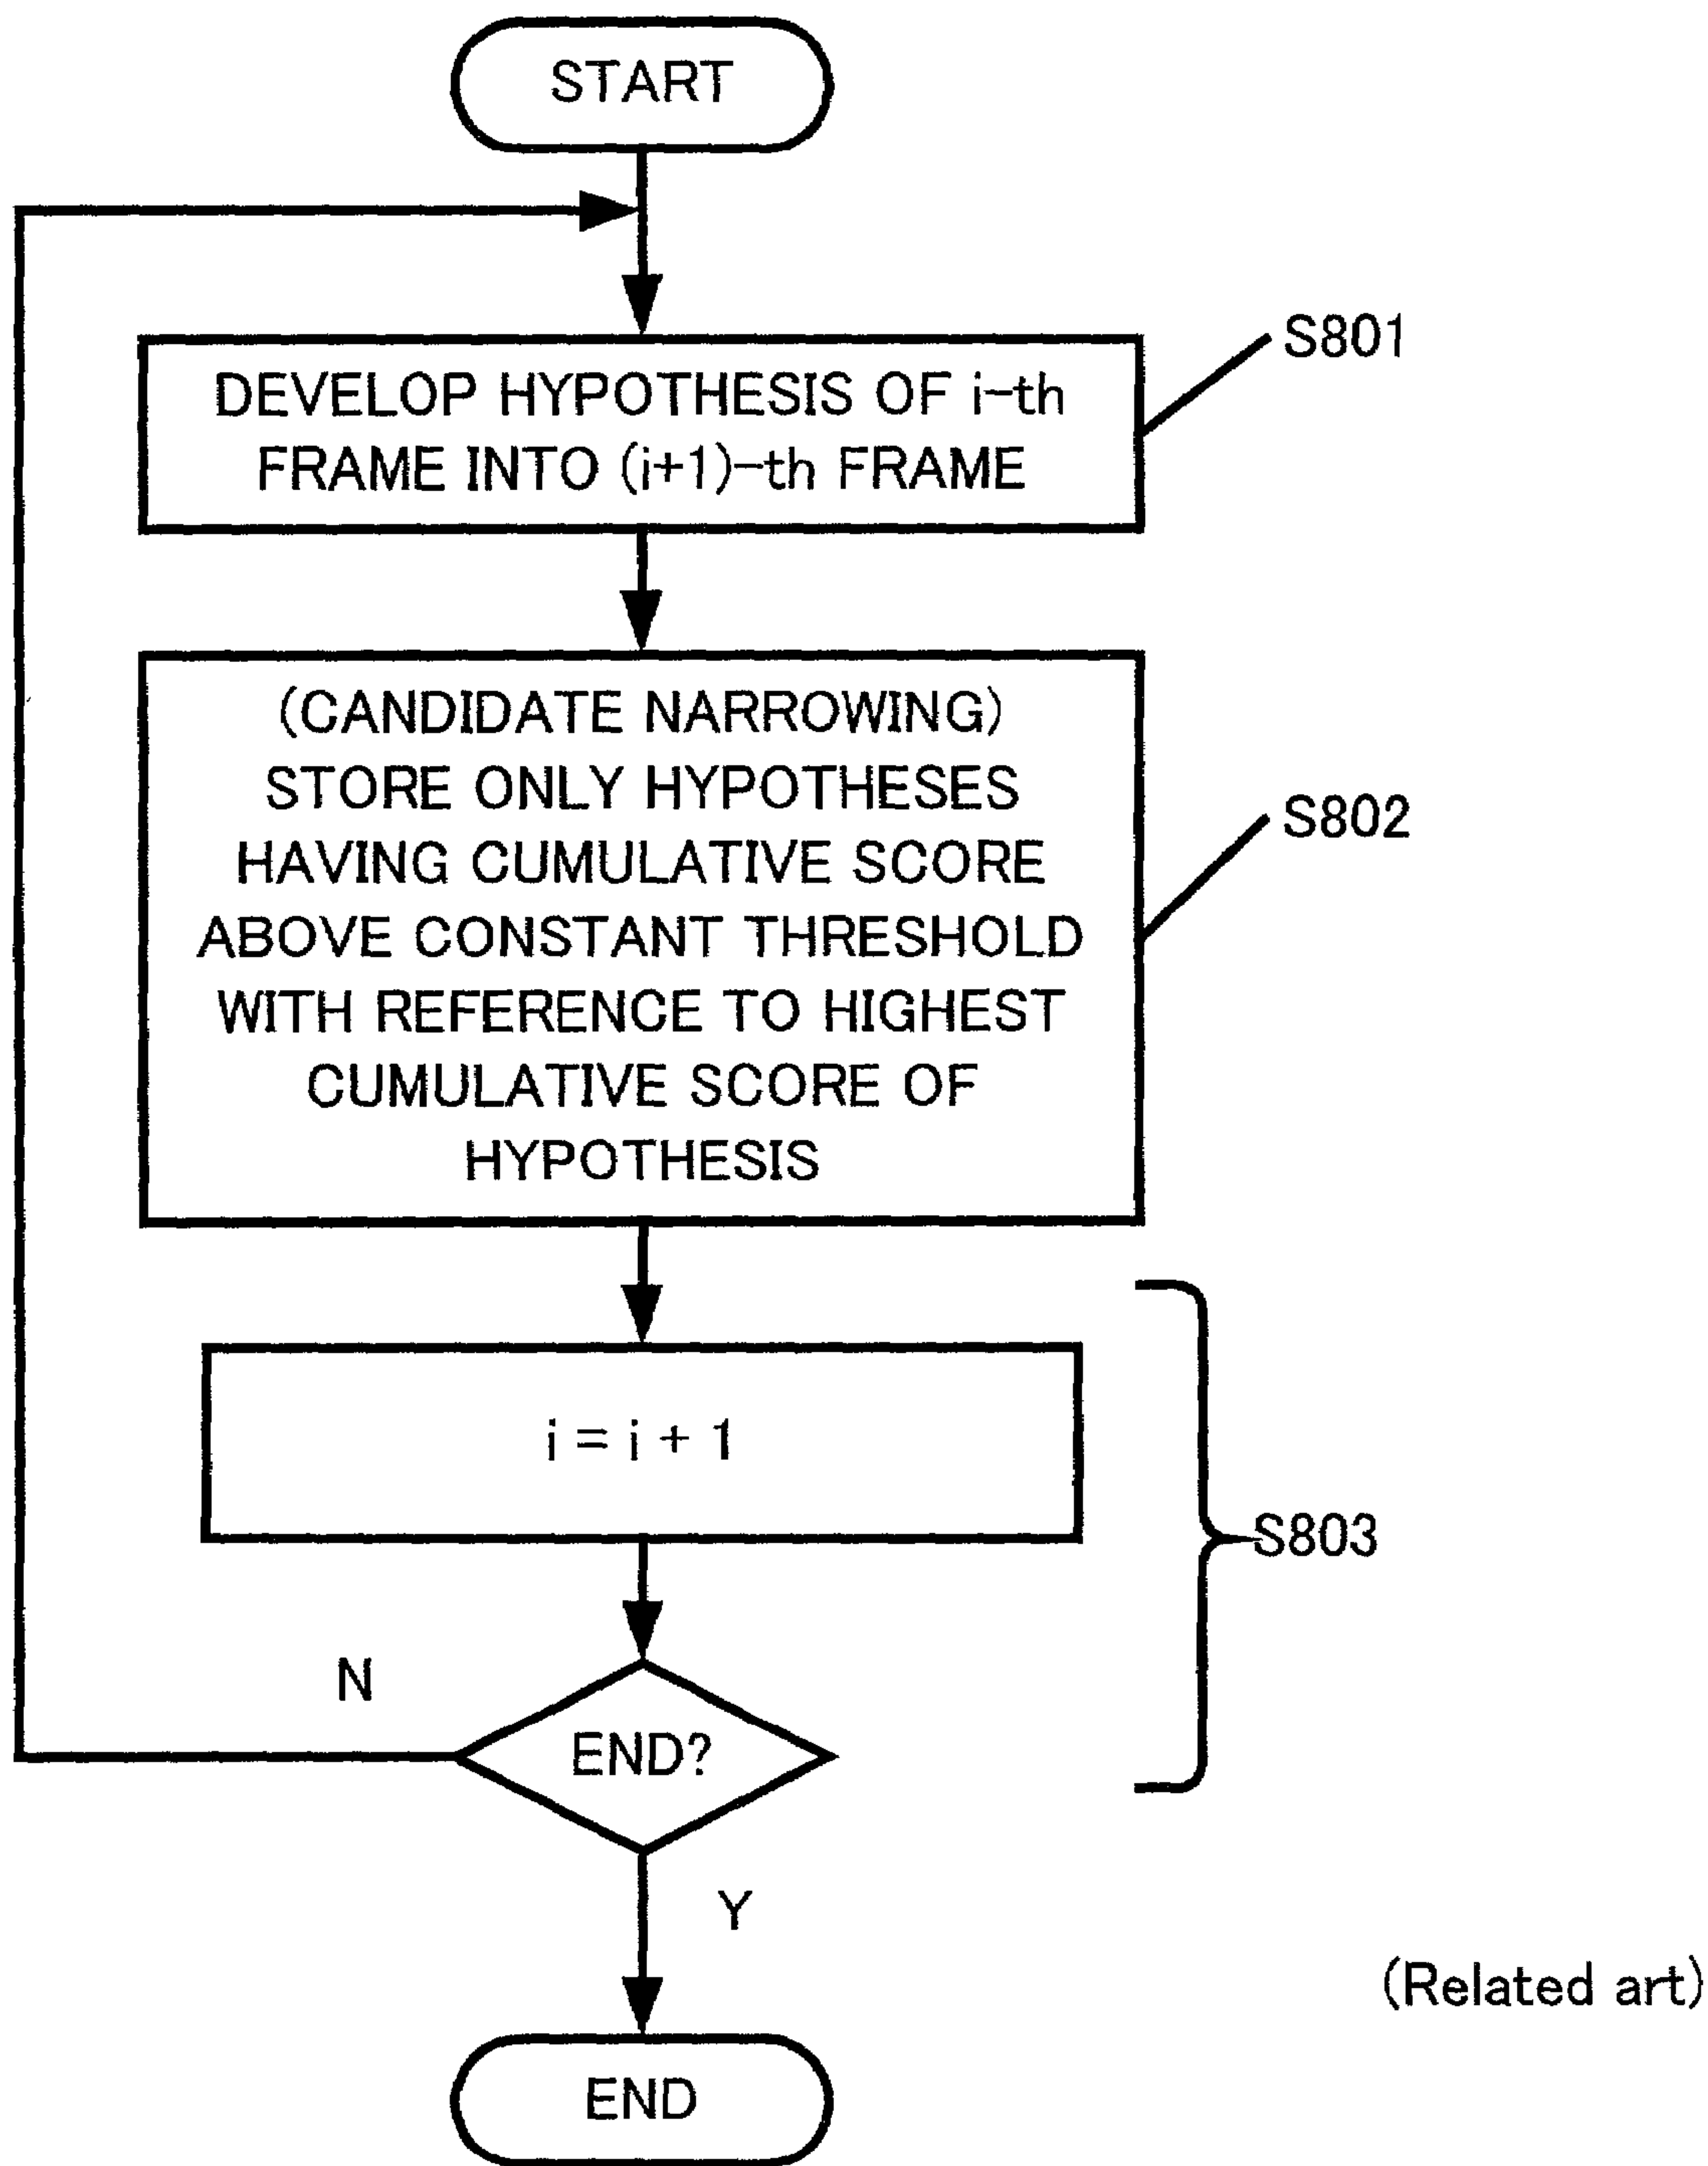 START
DEVELOP HYPOTHESIS OF i-th
FRAME INTO (i+1)-th FRAME
S801
(CANDIDATE NARROWING)
STORE ONLY HYPOTHESES
HAVING CUMULATIVE SCORE
ABOVE CONSTANT THRESHOLD
WITH REFERENCE TO HIGHEST
CUMULATIVE SCORE OF
HYPOTHESIS
S802
i = i + 1
S803
N
END?
Y
(Related art)
END